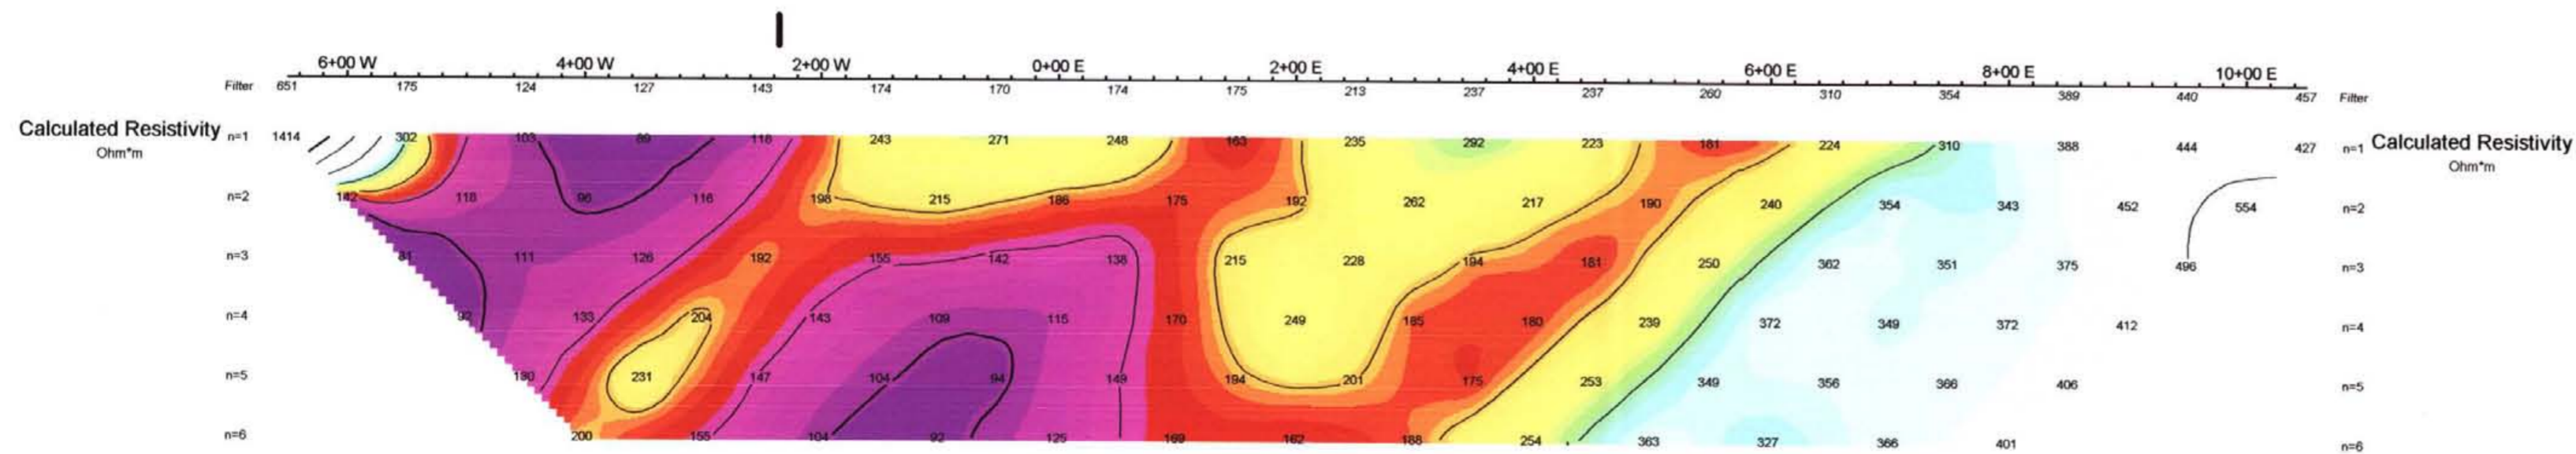 6+00 W 4+00 W 2+00 W 0+00 E 2+00 E 4+00 E 6+00 E 8+00 E 10+00 E
Filter 651 175 124 127 143 174 170 174 175 213 237 237 260 310 354 389 440 457 Filter
Calculated Resistivity n=1 1414 302 103 89 118 243 271 248 163 235 292 223 181 224 310 388 444 427 n=1 Calculated Resistivity
Ohm*m Ohm*m
n=2 142 118 96 116 198 215 186 175 192 262 217 190 240 354 343 452 554 n=2
n=3 81 111 126 192 155 142 138 215 228 194 181 250 362 351 375 496 n=3
n=4 92 133 204 143 109 115 170 249 185 180 239 372 349 372 412 n=4
n=5 130 231 147 104 94 149 194 201 175 253 349 356 366 406 n=5
n=6 200 155 104 92 125 169 162 188 254 363 327 366 401 n=6